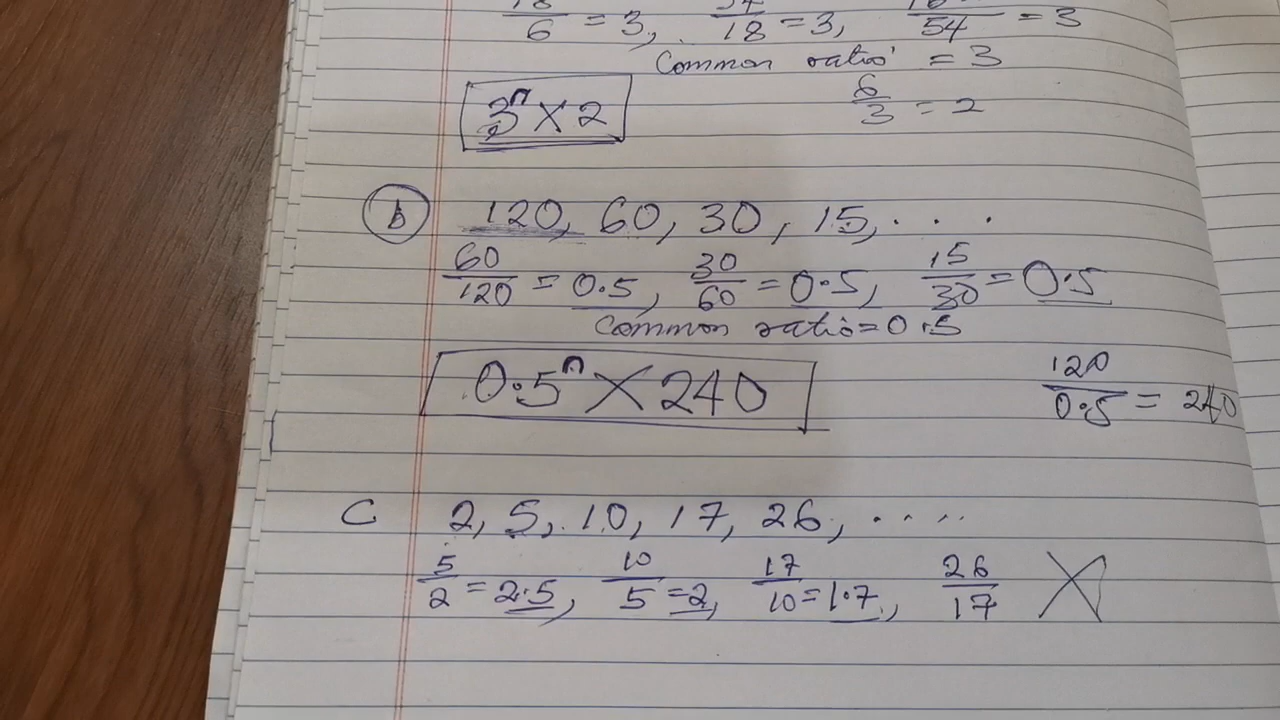 18/6 = 3, 54/18 = 3, /54 = 3
Common ratio = 3
3ⁿ × 2
6/3 = 2
b 120, 60, 30, 15, . . .
60/120 = 0.5, 30/60 = 0.5, 15/30 = 0.5
Common ratio = 0.5
0.5ⁿ × 240
120/0.5 = 240
C 2, 5, 10, 17, 26, . . . .
5/2 = 2.5, 10/5 = 2, 17/10 = 1.7, 26/17 X